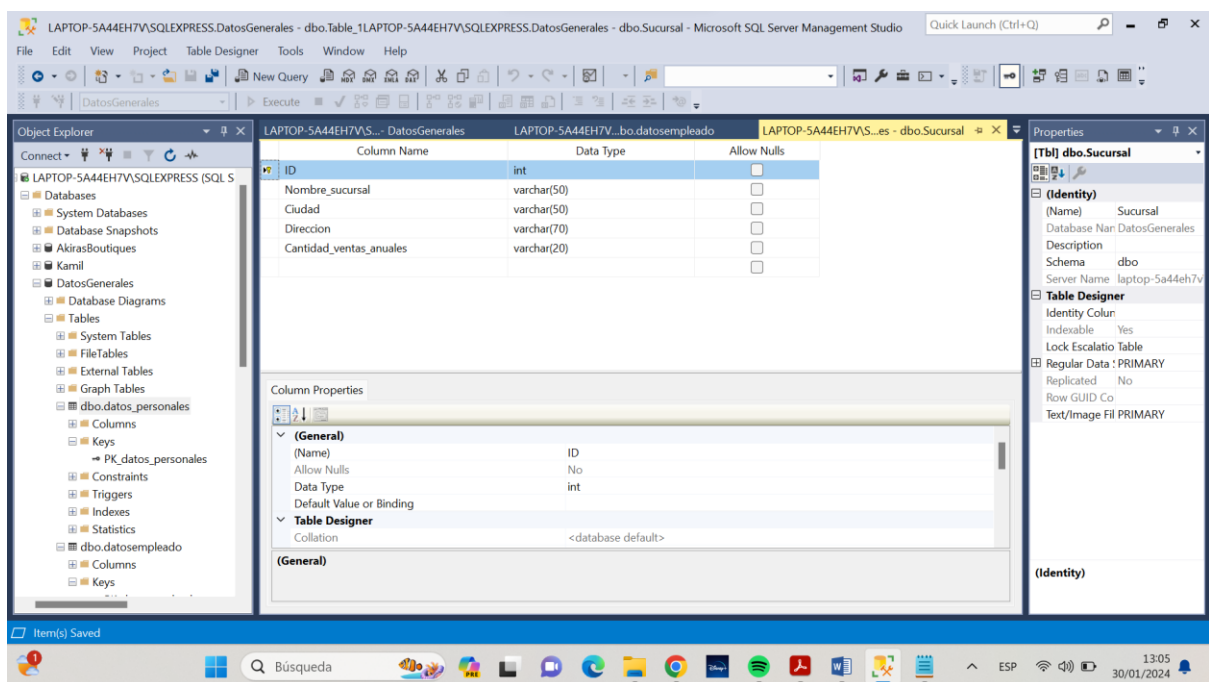 LAPTOP-5A44EH7V\SQLEXPRESS.DatosGenerales - dbo.Table_1LAPTOP-5A44EH7V\SQLEXPRESS.DatosGenerales - dbo.Sucursal - Microsoft SQL Server Management Studio
Quick Launch (Ctrl+Q)
File Edit View Project Table Designer Tools Window Help
New Query
DatosGenerales
Execute
Object Explorer
Connect
LAPTOP-5A44EH7V\SQLEXPRESS (SQL S
Databases
System Databases
Database Snapshots
AkirasBoutiques
Kamil
DatosGenerales
Database Diagrams
Tables
System Tables
FileTables
External Tables
Graph Tables
dbo.datos_personales
Columns
Keys
PK_datos_personales
Constraints
Triggers
Indexes
Statistics
dbo.datosempleado
Columns
Keys
LAPTOP-5A44EH7V\S...- DatosGenerales
LAPTOP-5A44EH7V...bo.datosempleado
LAPTOP-5A44EH7V\S...es - dbo.Sucursal
Column Name Data Type Allow Nulls
ID int
Nombre_sucursal varchar(50)
Ciudad varchar(50)
Direccion varchar(70)
Cantidad_ventas_anuales varchar(20)
Column Properties
(General)
(Name) ID
Allow Nulls No
Data Type int
Default Value or Binding
Table Designer
Collation <database default>
(General)
Properties
[Tbl] dbo.Sucursal
(Identity)
(Name) Sucursal
Database Nan DatosGenerales
Description
Schema dbo
Server Name laptop-5a44eh7v
Table Designer
Identity Colun
Indexable Yes
Lock Escalatio Table
Regular Data : PRIMARY
Replicated No
Row GUID Co
Text/Image Fil PRIMARY
(Identity)
Item(s) Saved
1
Búsqueda
PRE
Disney+
ESP
13:05
30/01/2024